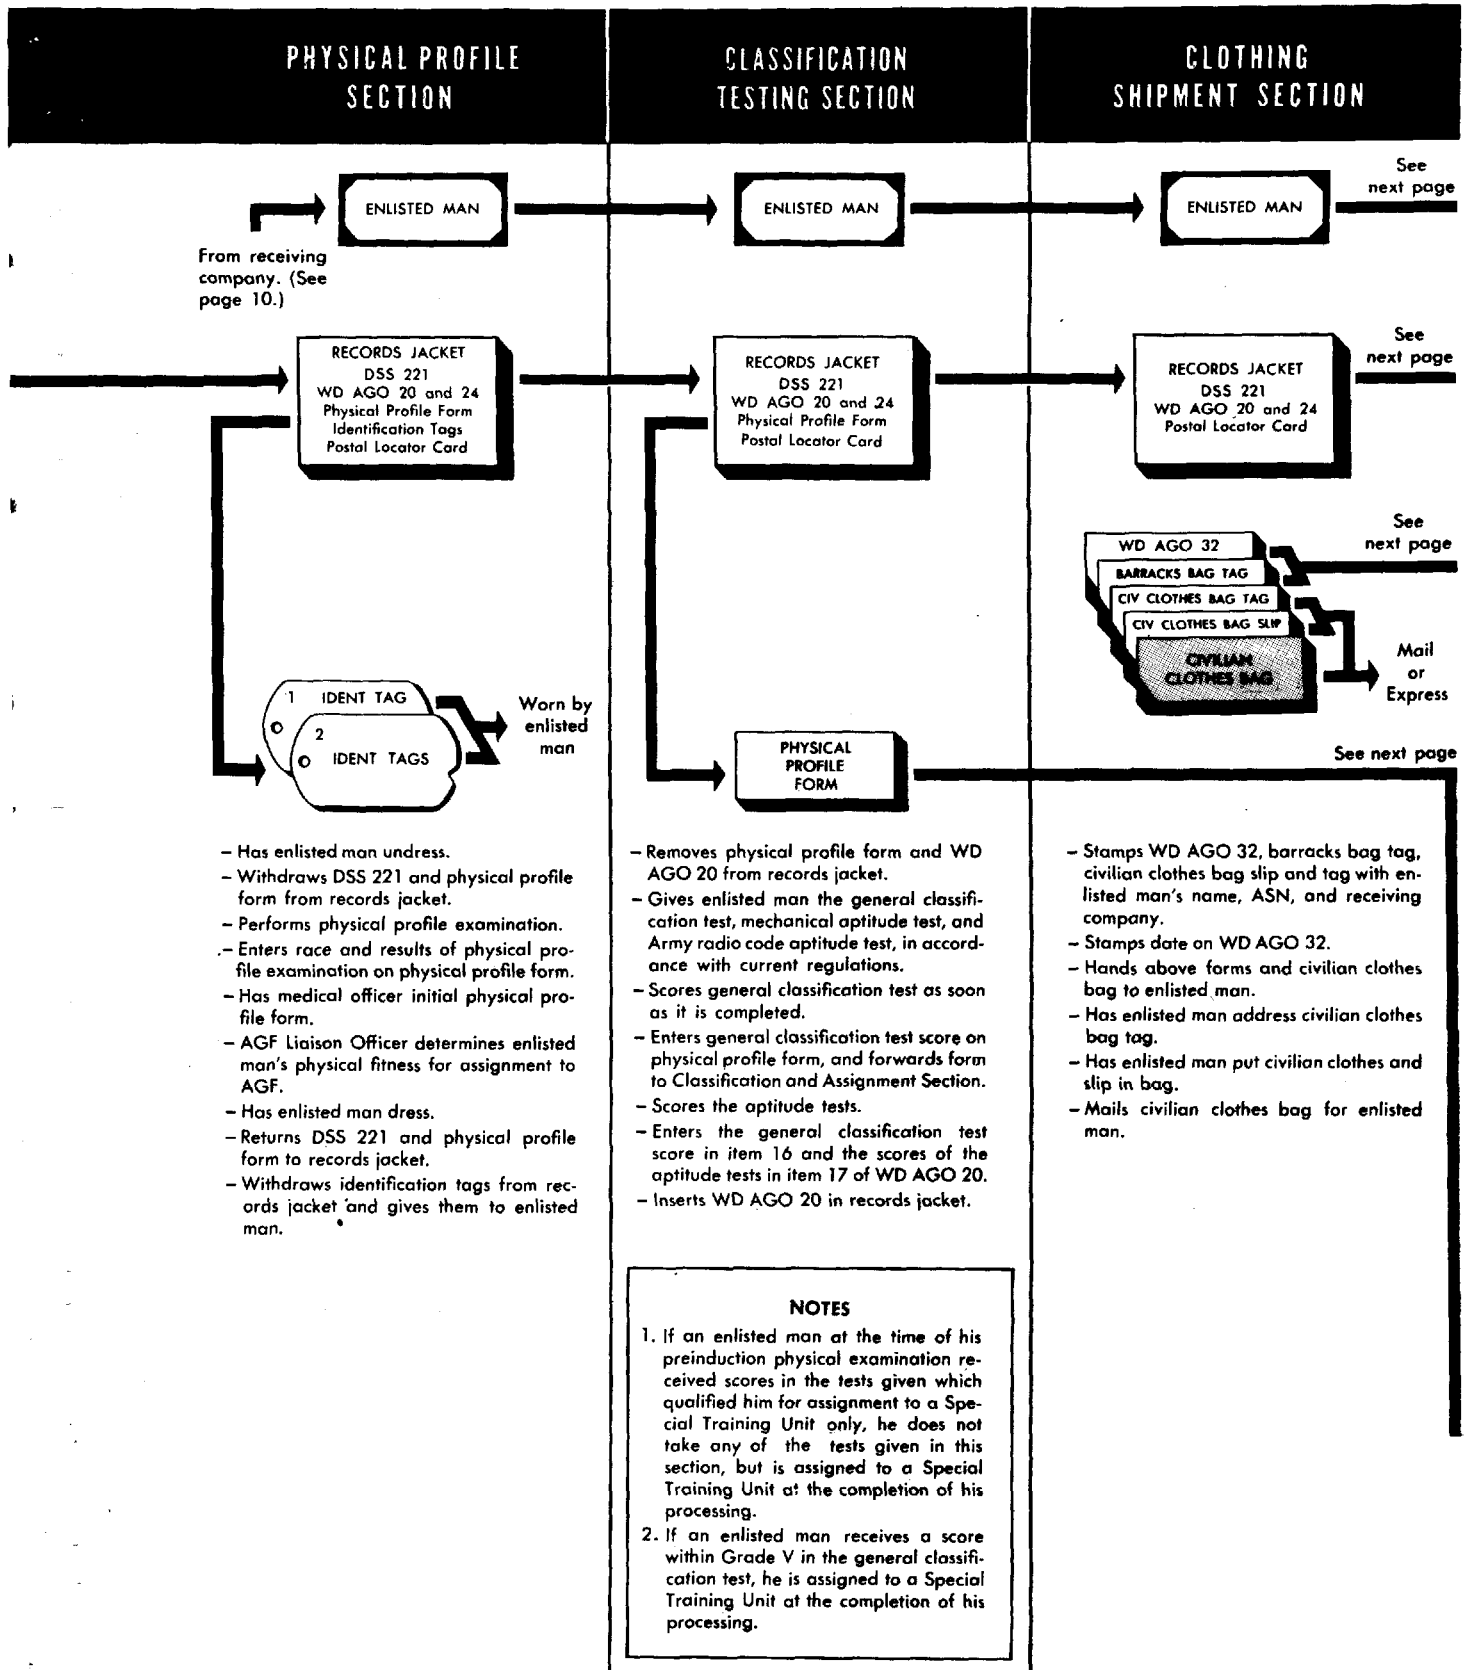 PHYSICAL PROFILE
SECTION
CLASSIFICATION
TESTING SECTION
CLOTHING
SHIPMENT SECTION
ENLISTED MAN
ENLISTED MAN
ENLISTED MAN
See
next page
From receiving
company. (See
page 10.)
RECORDS JACKET
DSS 221
WD AGO 20 and 24
Physical Profile Form
Identification Tags
Postal Locator Card
RECORDS JACKET
DSS 221
WD AGO 20 and 24
Physical Profile Form
Postal Locator Card
RECORDS JACKET
DSS 221
WD AGO 20 and 24
Postal Locator Card
See
next page
WD AGO 32
BARRACKS BAG TAG
CIV CLOTHES BAG TAG
CIV CLOTHES BAG SLIP
CIVILIAN
CLOTHES BAG
See
next page
Mail
or
Express
1 IDENT TAG
2
IDENT TAGS
Worn by
enlisted
man
PHYSICAL
PROFILE
FORM
See next page
– Has enlisted man undress.
– Withdraws DSS 221 and physical profile
form from records jacket.
– Performs physical profile examination.
– Enters race and results of physical pro-
file examination on physical profile form.
– Has medical officer initial physical pro-
file form.
– AGF Liaison Officer determines enlisted
man's physical fitness for assignment to
AGF.
– Has enlisted man dress.
– Returns DSS 221 and physical profile
form to records jacket.
– Withdraws identification tags from rec-
ords jacket and gives them to enlisted
man.
– Removes physical profile form and WD
AGO 20 from records jacket.
– Gives enlisted man the general classifi-
cation test, mechanical aptitude test, and
Army radio code aptitude test, in accord-
ance with current regulations.
– Scores general classification test as soon
as it is completed.
– Enters general classification test score on
physical profile form, and forwards form
to Classification and Assignment Section.
– Scores the aptitude tests.
– Enters the general classification test
score in item 16 and the scores of the
aptitude tests in item 17 of WD AGO 20.
– Inserts WD AGO 20 in records jacket.
– Stamps WD AGO 32, barracks bag tag,
civilian clothes bag slip and tag with en-
listed man's name, ASN, and receiving
company.
– Stamps date on WD AGO 32.
– Hands above forms and civilian clothes
bag to enlisted man.
– Has enlisted man address civilian clothes
bag tag.
– Has enlisted man put civilian clothes and
slip in bag.
– Mails civilian clothes bag for enlisted
man.
NOTES
1. If an enlisted man at the time of his
preinduction physical examination re-
ceived scores in the tests given which
qualified him for assignment to a Spe-
cial Training Unit only, he does not
take any of the tests given in this
section, but is assigned to a Special
Training Unit at the completion of his
processing.
2. If an enlisted man receives a score
within Grade V in the general classifi-
cation test, he is assigned to a Special
Training Unit at the completion of his
processing.